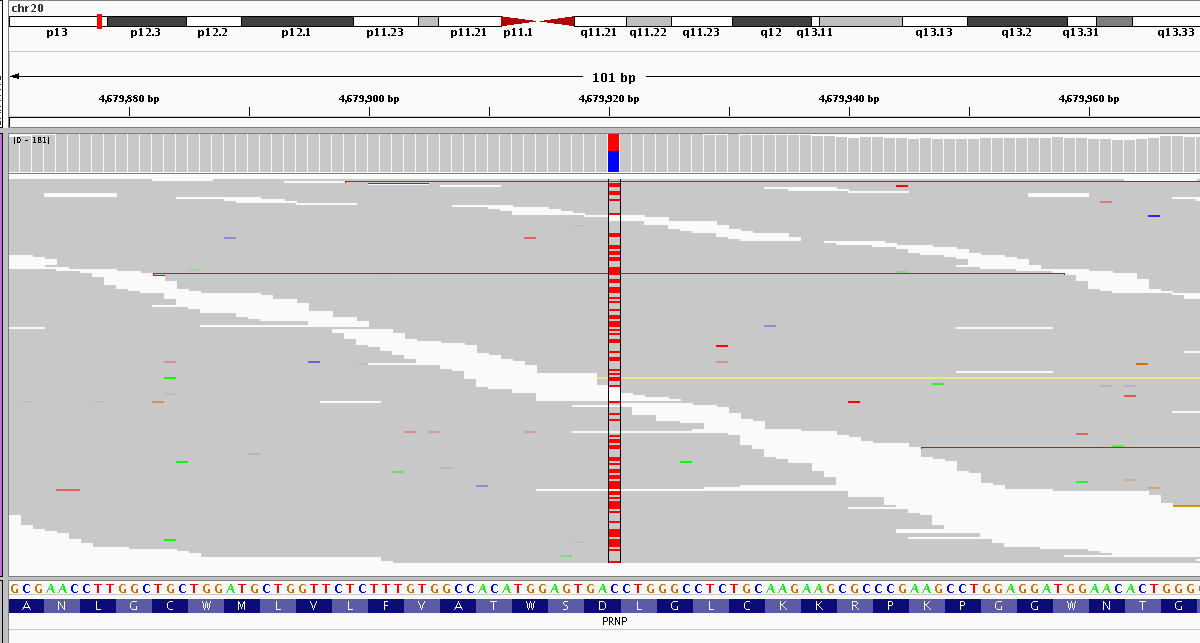 chr20
p13 p12.3 p12.2 p12.1 p11.23 p11.21 p11.1 q11.21 q11.22 q11.23 q12 q13.11 q13.13 q13.2 q13.31 q13.33
101 bp
4,679,880 bp 4,679,900 bp 4,679,920 bp 4,679,940 bp 4,679,960 bp
[0 - 181]
GCGAACCTTGGCTGCTGGATGCTGGTTCTCTTTGTGGCCACATGGAGTGACCTGGGCCTCTGCAAGAAGCGCCCGAAGCCTGGAGGATGGAACACTGGG
A N L G C W M L V L F V A T W S D L G L C K K R P K P G G W N T G
PRNP